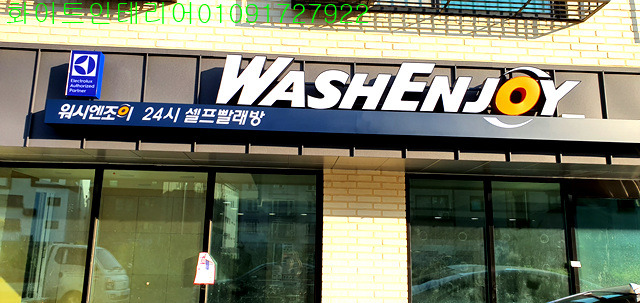 화이트인테리어01091727922
Electrolux
Authorized
Partner
WASHENJOY
워시엔조이 24시 셀프빨래방